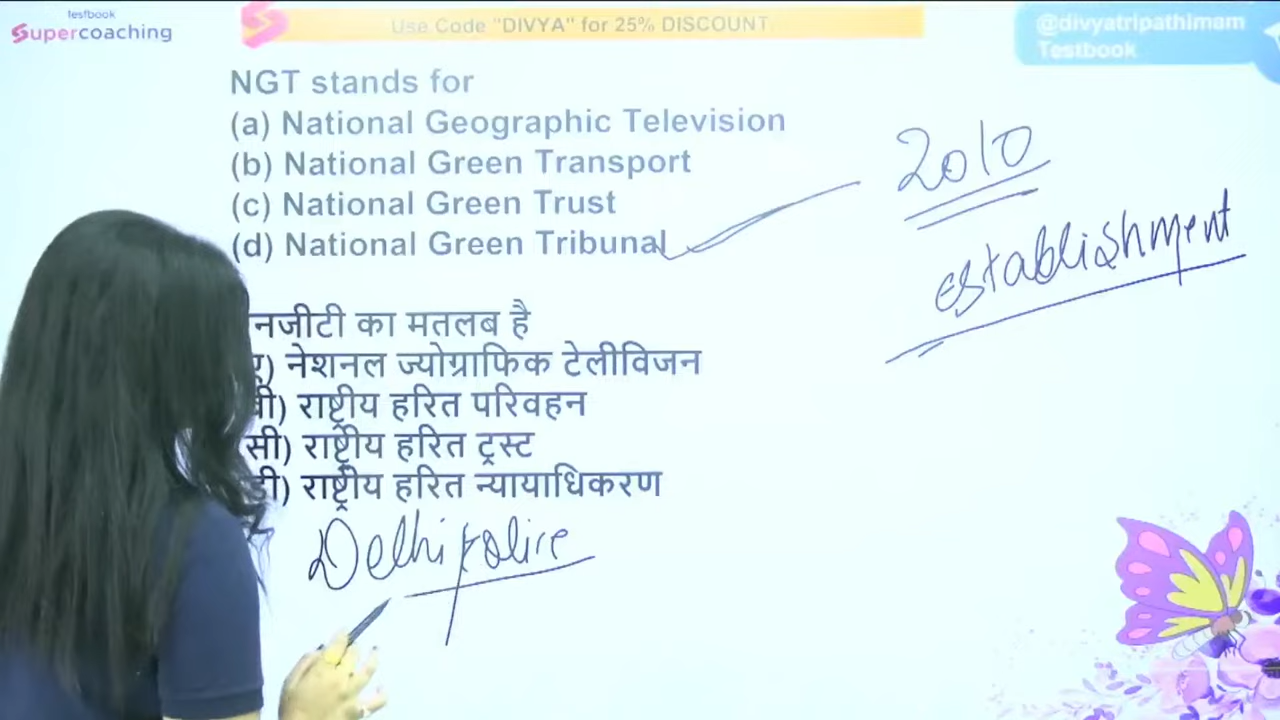 testbook
Supercoaching
Use Code "DIVYA" for 25% DISCOUNT
@divyatripathimam
Testbook
NGT stands for
(a) National Geographic Television
(b) National Green Transport
(c) National Green Trust
(d) National Green Tribunal
2010
establishment
नजीटी का मतलब है
) नेशनल ज्योग्राफिक टेलीविजन
बी) राष्ट्रीय हरित परिवहन
सी) राष्ट्रीय हरित ट्रस्ट
डी) राष्ट्रीय हरित न्यायाधिकरण
Delhi police